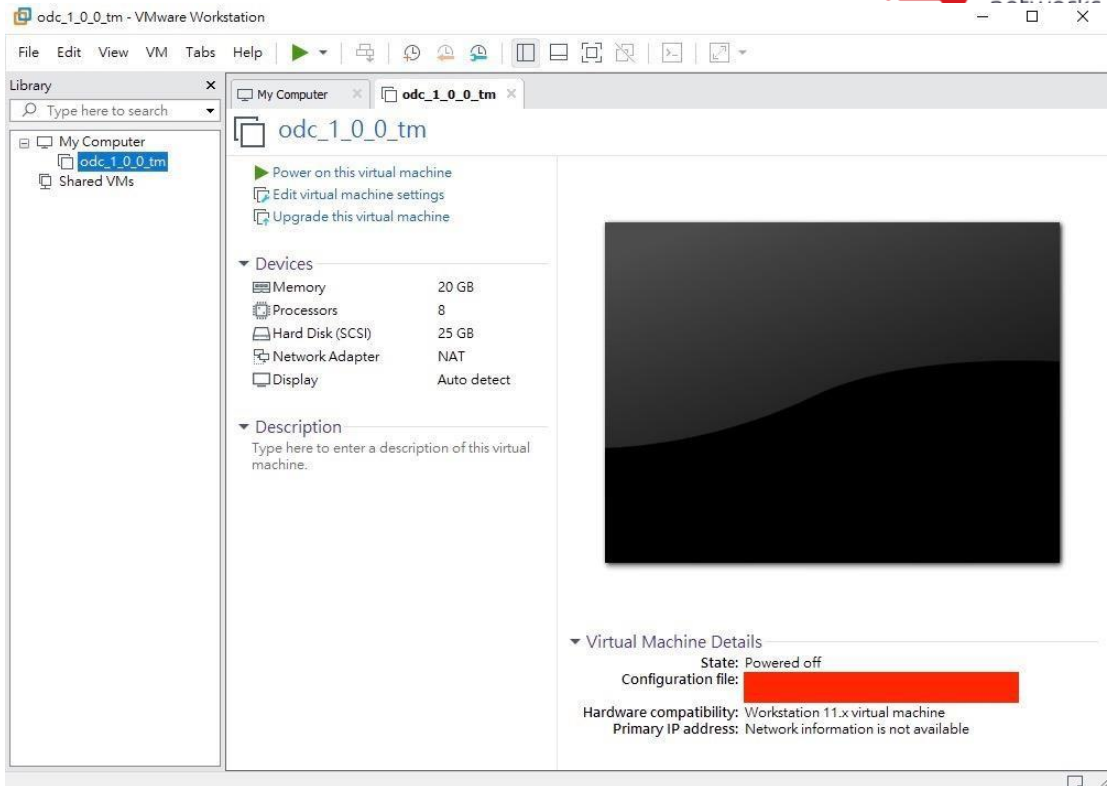 networks
odc_1_0_0_tm - VMware Workstation
File Edit View VM Tabs Help
Library
Type here to search
My Computer
odc_1_0_0_tm
Shared VMs
My Computer
odc_1_0_0_tm
odc_1_0_0_tm
Power on this virtual machine
Edit virtual machine settings
Upgrade this virtual machine
Devices
Memory 20 GB
Processors 8
Hard Disk (SCSI) 25 GB
Network Adapter NAT
Display Auto detect
Description
Type here to enter a description of this virtual
machine.
Virtual Machine Details
State: Powered off
Configuration file:
Hardware compatibility: Workstation 11.x virtual machine
Primary IP address: Network information is not available